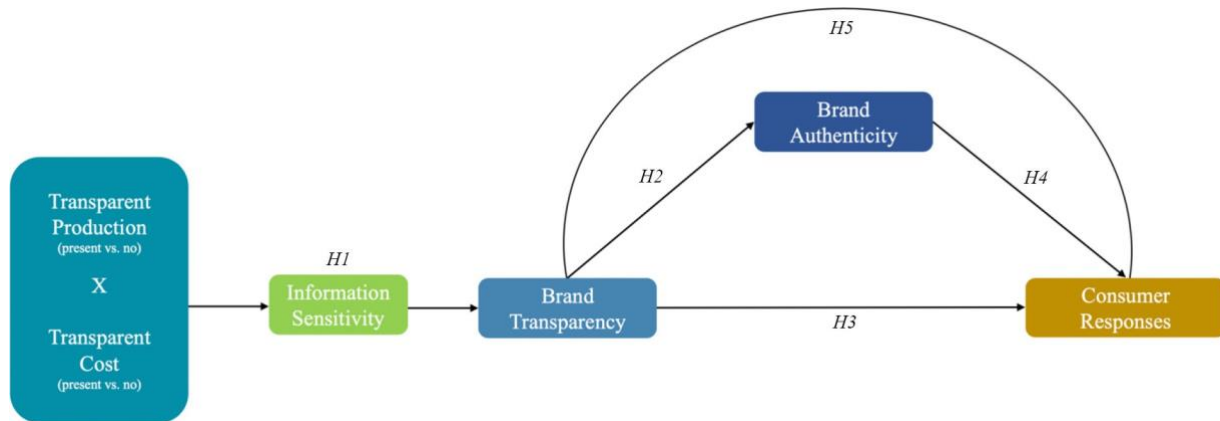 H5
Brand
Authenticity
H2
H4
Transparent
Production
(present vs. no)
X
Transparent
Cost
(present vs. no)
H1
Information
Sensitivity
Brand
Transparency
H3
Consumer
Responses